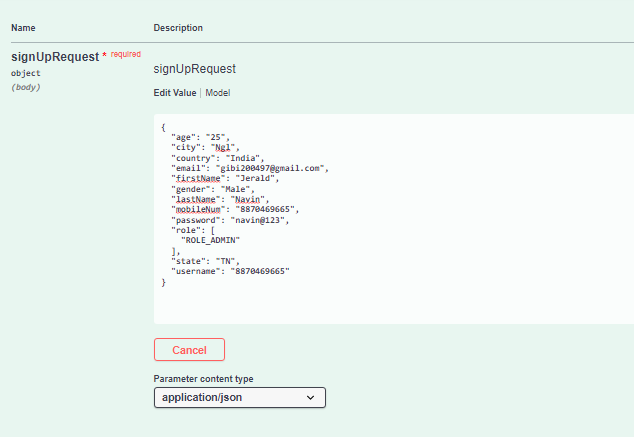 Name Description
signUpRequest * required
object
(body)
signUpRequest
Edit Value | Model
{
  "age": "25",
  "city": "Ngl",
  "country": "India",
  "email": "gibi200497@gmail.com",
  "firstName": "Jerald",
  "gender": "Male",
  "lastName": "Navin",
  "mobileNum": "8870469665",
  "password": "navin@123",
  "role": [
    "ROLE_ADMIN"
  ],
  "state": "TN",
  "username": "8870469665"
}
Cancel
Parameter content type
application/json